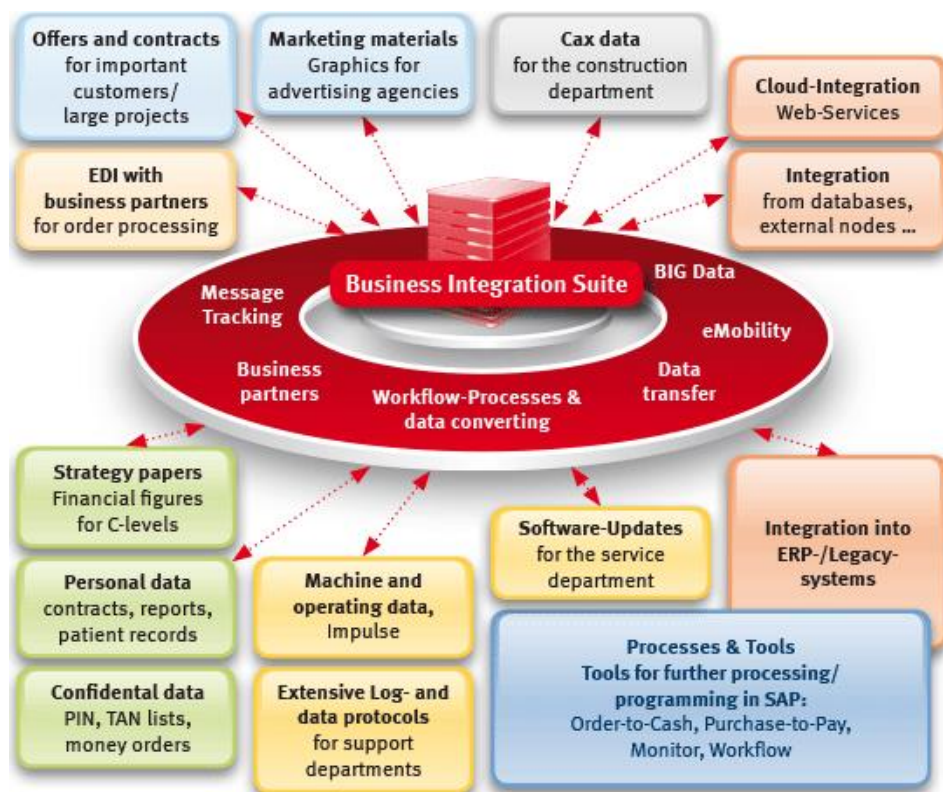 Offers and contracts
for important
customers/
large projects
Marketing materials
Graphics for
advertising agencies
Cax data
for the construction
department
Cloud-Integration
Web-Services
EDI with
business partners
for order processing
Integration
from databases,
external nodes ...
Business Integration Suite
BIG Data
Message
Tracking
eMobility
Business
partners
Workflow-Processes &
data converting
Data
transfer
Strategy papers
Financial figures
for C-levels
Software-Updates
for the service
department
Integration into
ERP-/Legacy-
systems
Personal data
contracts, reports,
patient records
Machine and
operating data,
Impulse
Confidental data
PIN, TAN lists,
money orders
Extensive Log- and
data protocols
for support
departments
Processes & Tools
Tools for further processing/
programming in SAP:
Order-to-Cash, Purchase-to-Pay,
Monitor, Workflow